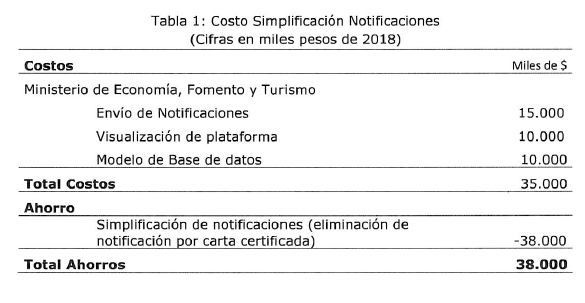 Tabla 1: Costo Simplificación Notificaciones
(Cifras en miles pesos de 2018)
Costos Miles de $
Ministerio de Economía, Fomento y Turismo
Envío de Notificaciones 15.000
Visualización de plataforma 10.000
Modelo de Base de datos 10.000
Total Costos 35.000
Ahorro
Simplificación de notificaciones (eliminación de
notificación por carta certificada) -38.000
Total Ahorros 38.000